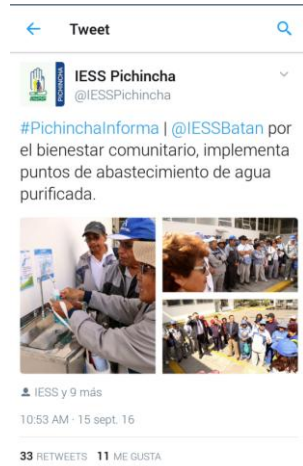 Tweet
IESS Pichincha
@IESSPichincha
#PichinchaInforma | @IESSBatan por
el bienestar comunitario, implementa
puntos de abastecimiento de agua
purificada.
IESS y 9 más
10:53 AM · 15 sept. 16
33 RETWEETS 11 ME GUSTA